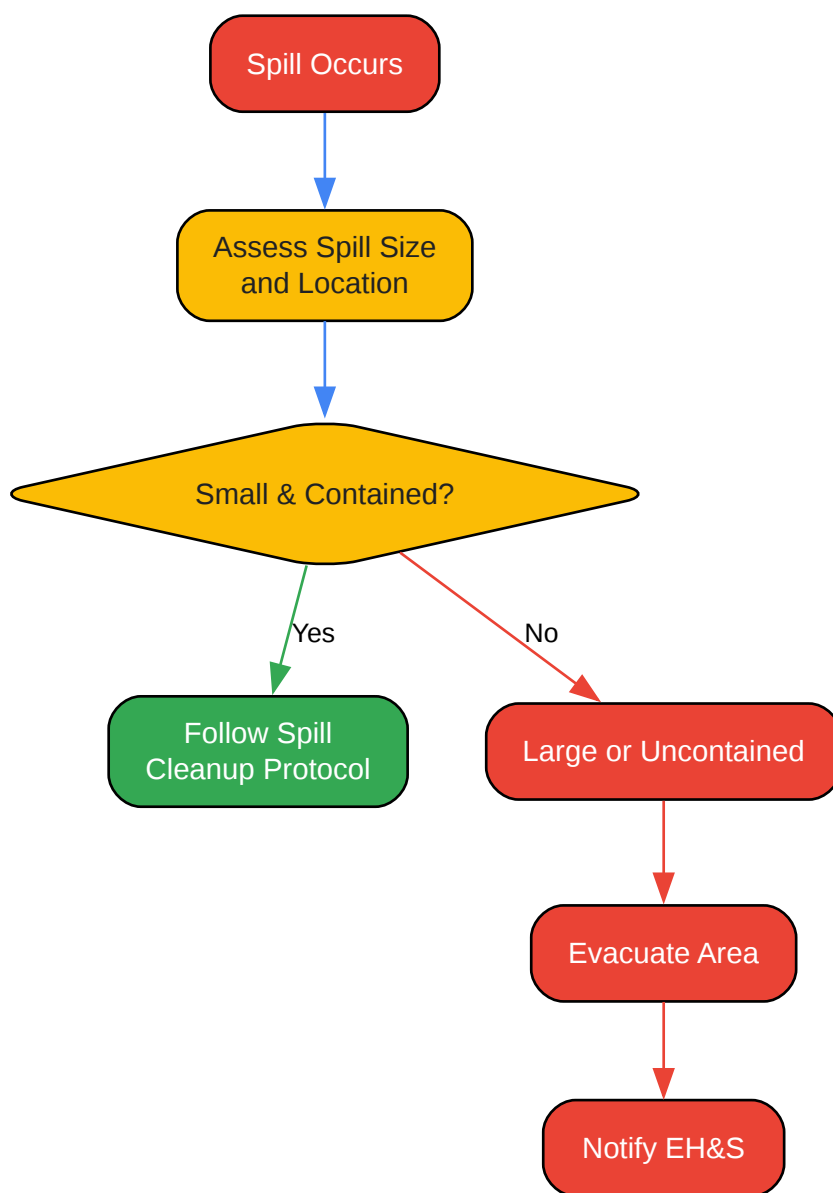 Spill Occurs
Assess Spill Size
and Location
Small & Contained?
Yes
No
Follow Spill
Cleanup Protocol
Large or Uncontained
Evacuate Area
Notify EH&S